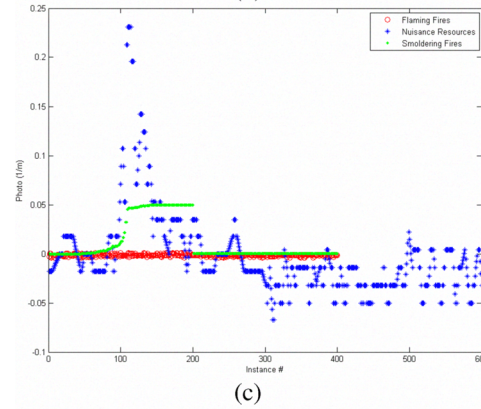 0.25
0.2
0.15
0.1
0.05
0
-0.05
-0.1
Photo (1/m)
Flaming Fires
Nuisance Resources
Smoldering Fires
0 100 200 300 400 500 600
Instance #
(c)